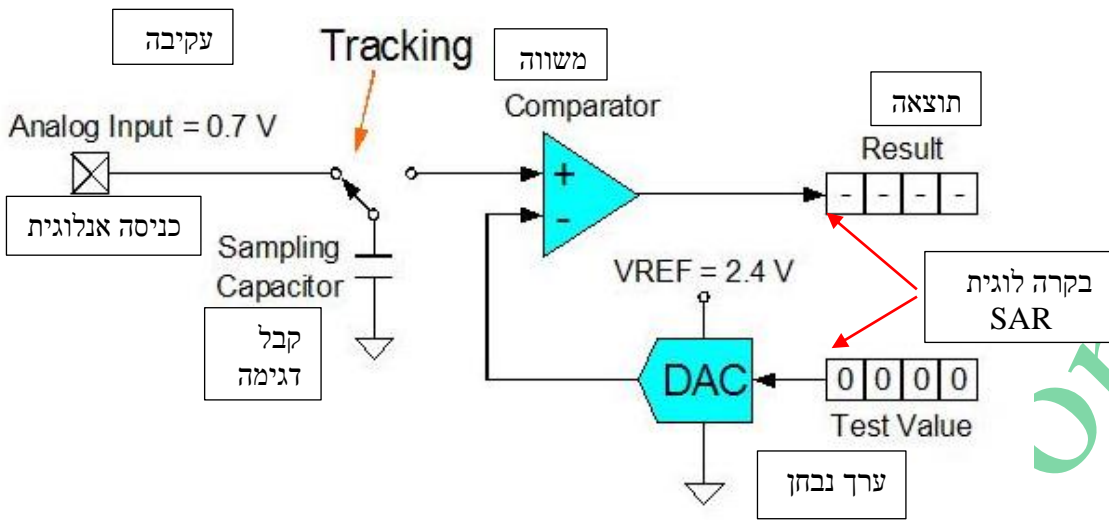 עקיבה
Tracking
משווה
Comparator
תוצאה
Result
Analog Input = 0.7 V
+
-
- - - -
כניסה אנלוגית
Sampling
Capacitor
קבל
דגימה
VREF = 2.4 V
בקרה לוגית
SAR
DAC
0 0 0 0
Test Value
ערך נבחן